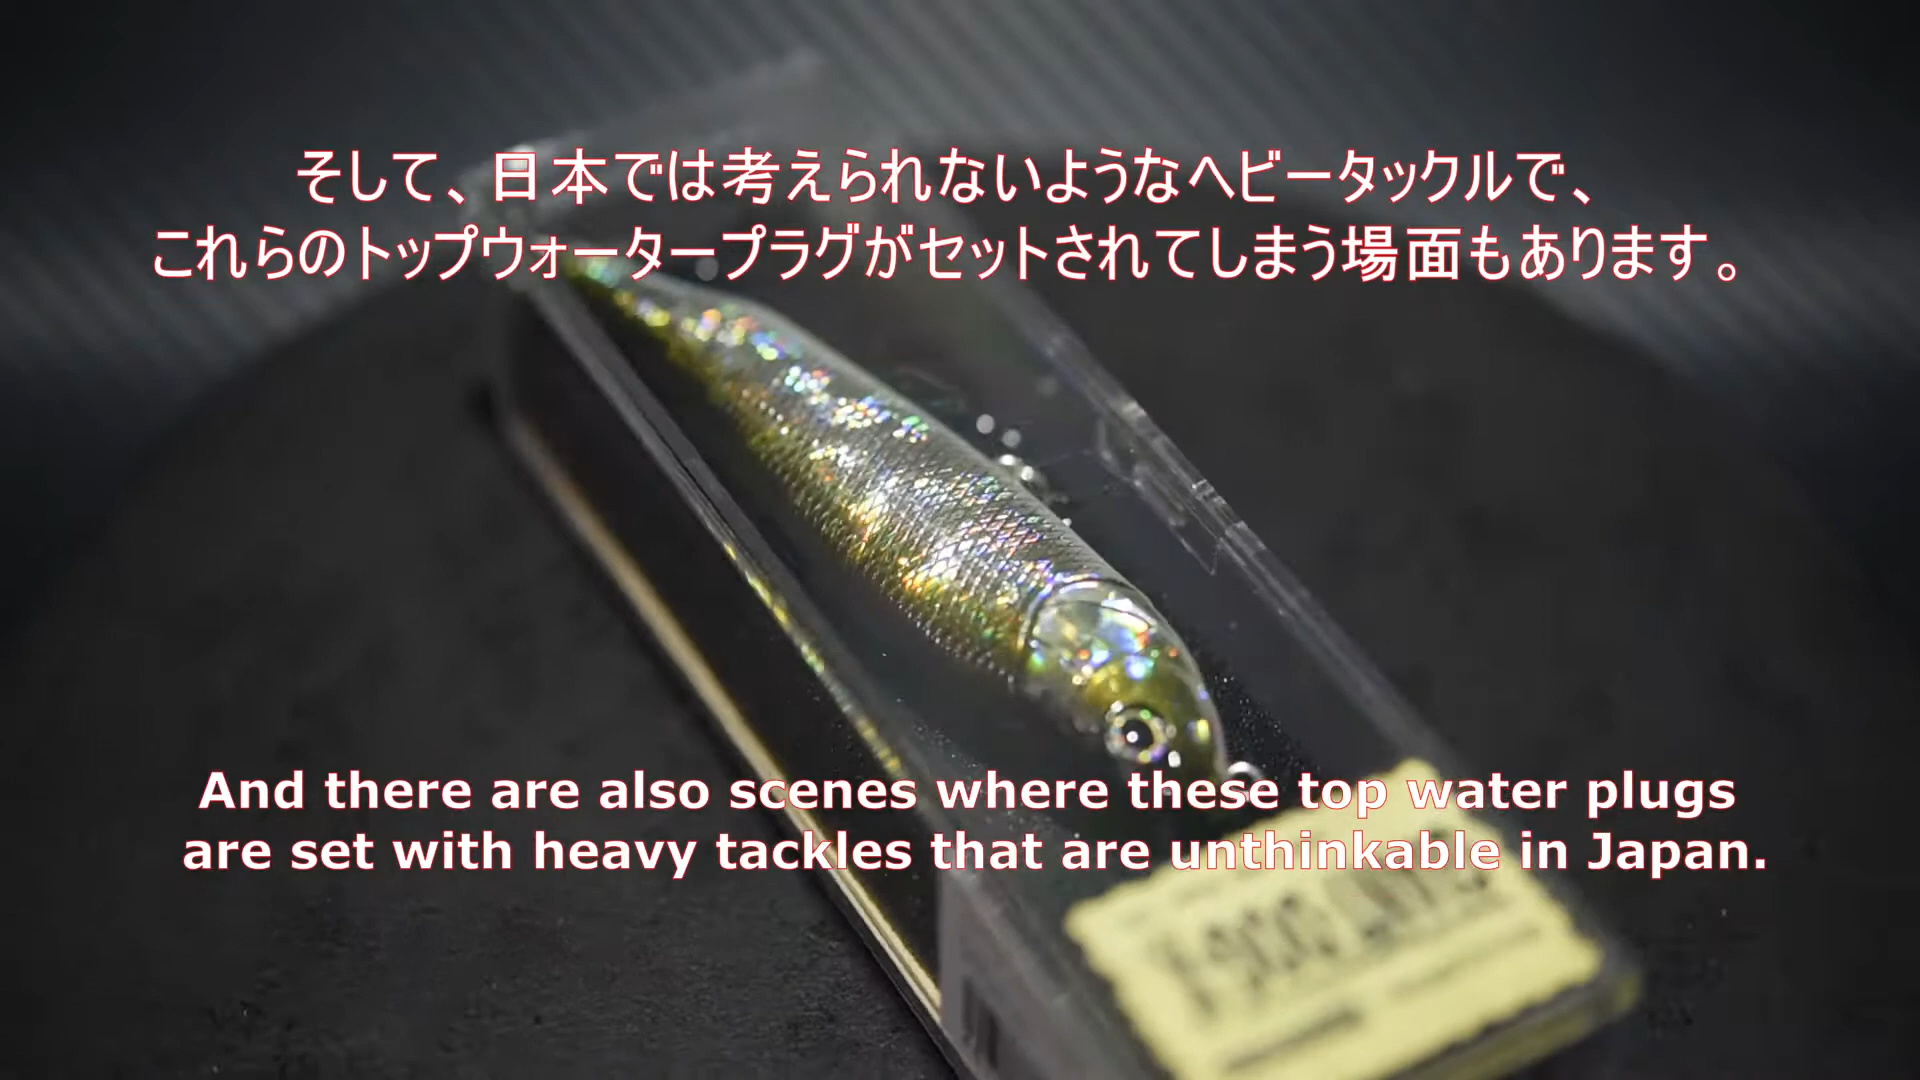 そして、日本では考えられないようなヘビータックルで、
これらのトップウォータープラグがセットされてしまう場面もあります。
And there are also scenes where these top water plugs
are set with heavy tackles that are unthinkable in Japan.